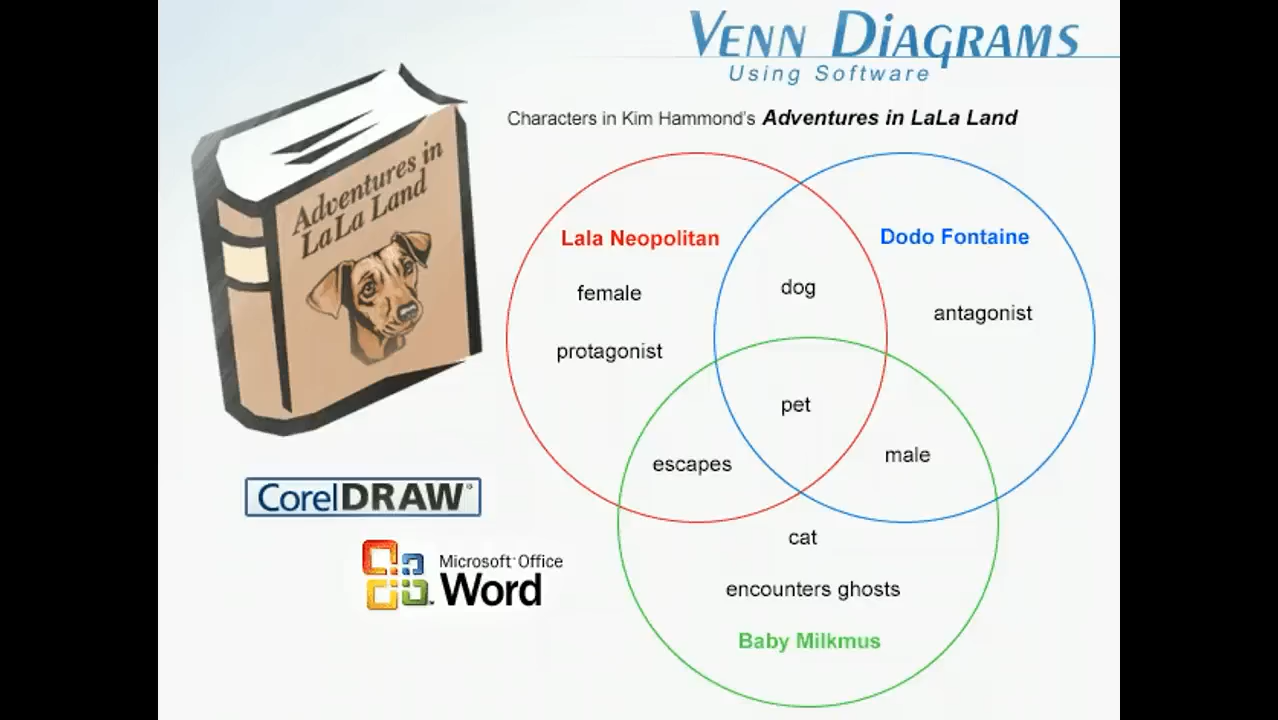 VENN DIAGRAMS
Using Software
Characters in Kim Hammond's Adventures in LaLa Land
Adventures in
LaLa Land
Lala Neopolitan
Dodo Fontaine
female
dog
antagonist
protagonist
pet
escapes
male
cat
encounters ghosts
Baby Milkmus
CorelDRAW®
Microsoft® Office
Word